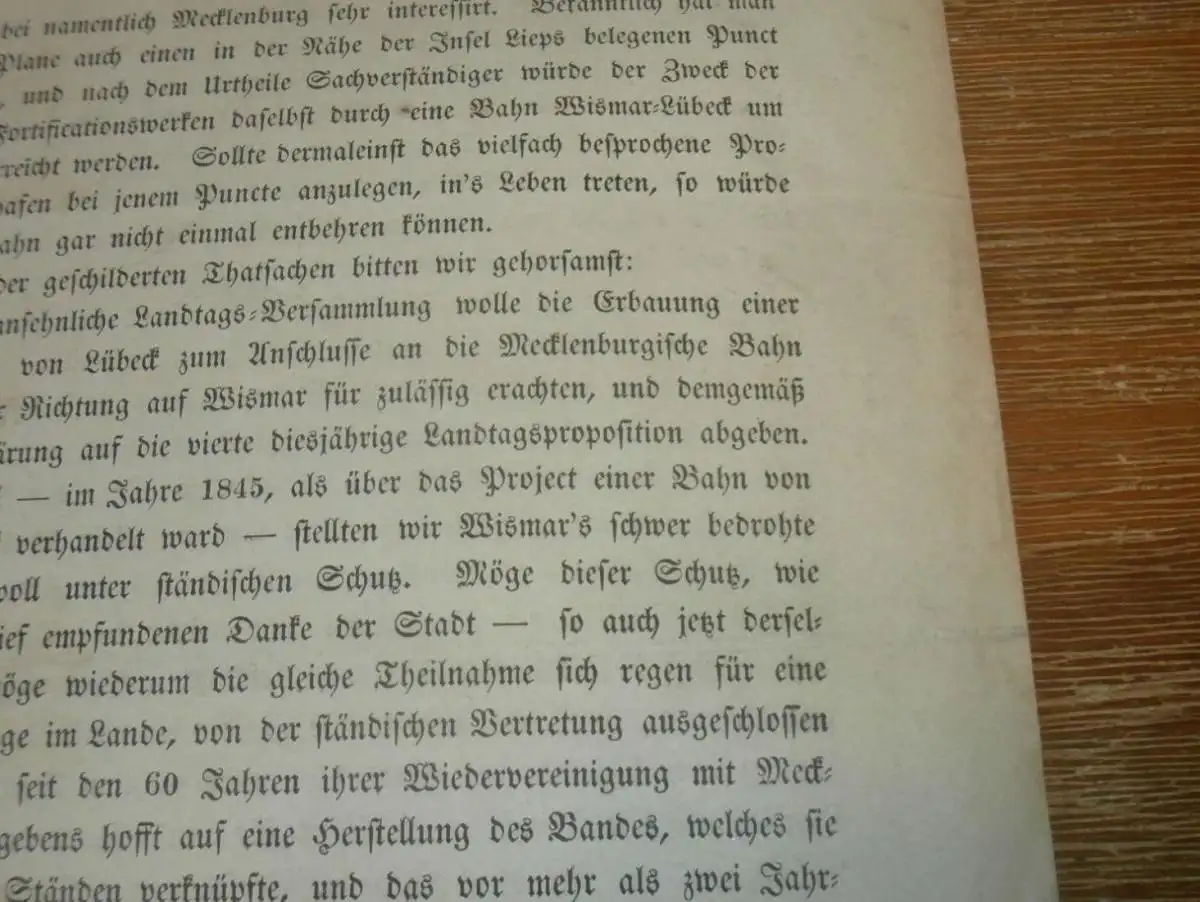 bei namentlich Mecklenburg sehr interessirt. Bekanntlich hat man
Plane auch einen in der Nähe der Insel Lieps belegenen Punct
, und nach dem Urtheile Sachverständiger würde der Zweck der
Fortificationswerken daselbst durch eine Bahn Wismar-Lübeck um
rreicht werden. Sollte dermaleinst das vielfach besprochene Pro-
hafen bei jenem Puncte anzulegen, in's Leben treten, so würde
ahn gar nicht einmal entbehren können.
der geschilderten Thatsachen bitten wir gehorsamst:
ansehnliche Landtags-Versammlung wolle die Erbauung einer
von Lübeck zum Anschlusse an die Mecklenburgische Bahn
r Richtung auf Wismar für zulässig erachten, und demgemäß
ärung auf die vierte diesjährige Landtagsproposition abgeben.
— im Jahre 1845, als über das Project einer Bahn von
verhandelt ward — stellten wir Wismar's schwer bedrohte
voll unter ständischen Schutz. Möge dieser Schutz, wie
ief empfundenen Danke der Stadt — so auch jetzt dersel-
öge wiederum die gleiche Theilnahme sich regen für eine
ge im Lande, von der ständischen Vertretung ausgeschlossen
seit den 60 Jahren ihrer Wiedervereinigung mit Meck-
gebens hofft auf eine Herstellung des Bandes, welches sie
Ständen verknüpfte, und das vor mehr als zwei Jahr-